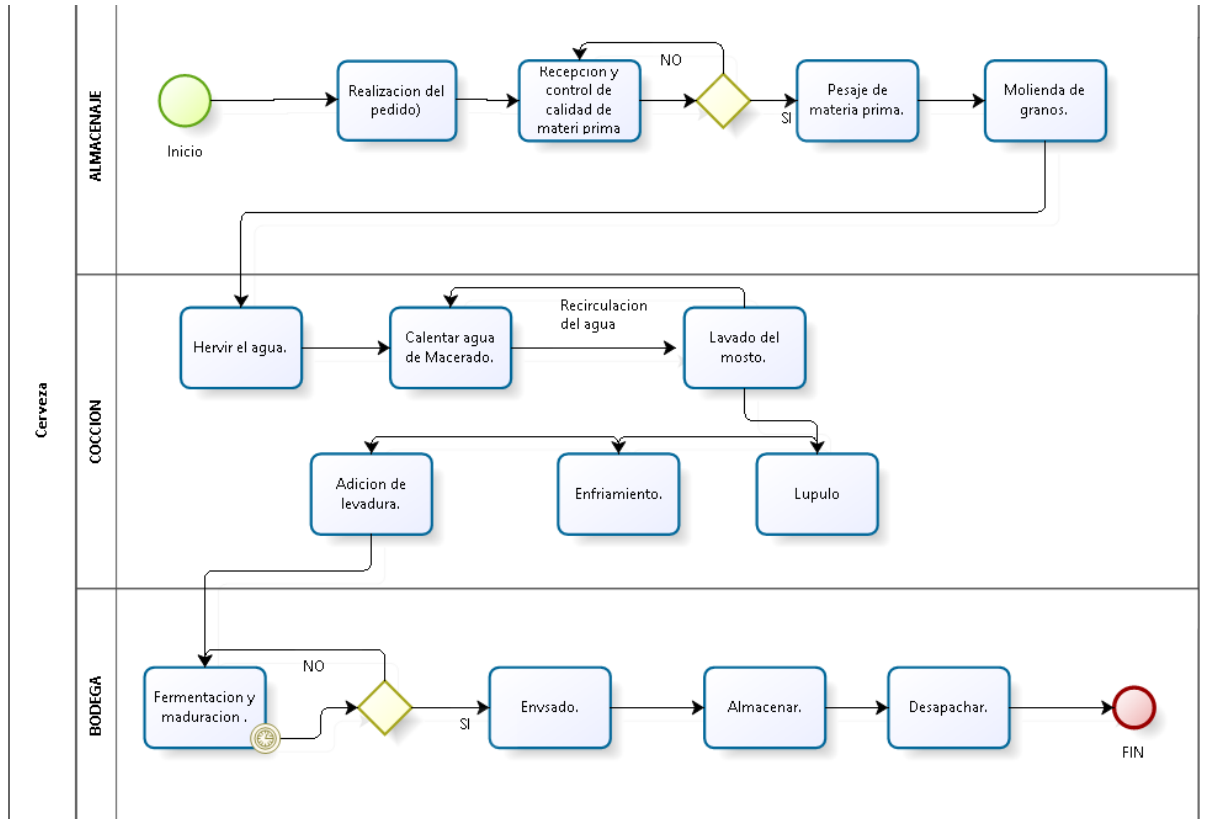 Cerveza
ALMACENAJE
Inicio
Realizacion del
pedido)
Recepcion y
control de
calidad de
materi prima
NO
SI
Pesaje de
materia prima.
Molienda de
granos.
COCCION
Hervir el agua.
Calentar agua
de Macerado.
Recirculacion
del agua
Lavado del
mosto.
Adicion de
levadura.
Enfriamiento.
Lupulo
BODEGA
Fermentacion y
maduracion .
NO
SI
Envsado.
Almacenar.
Desapachar.
FIN